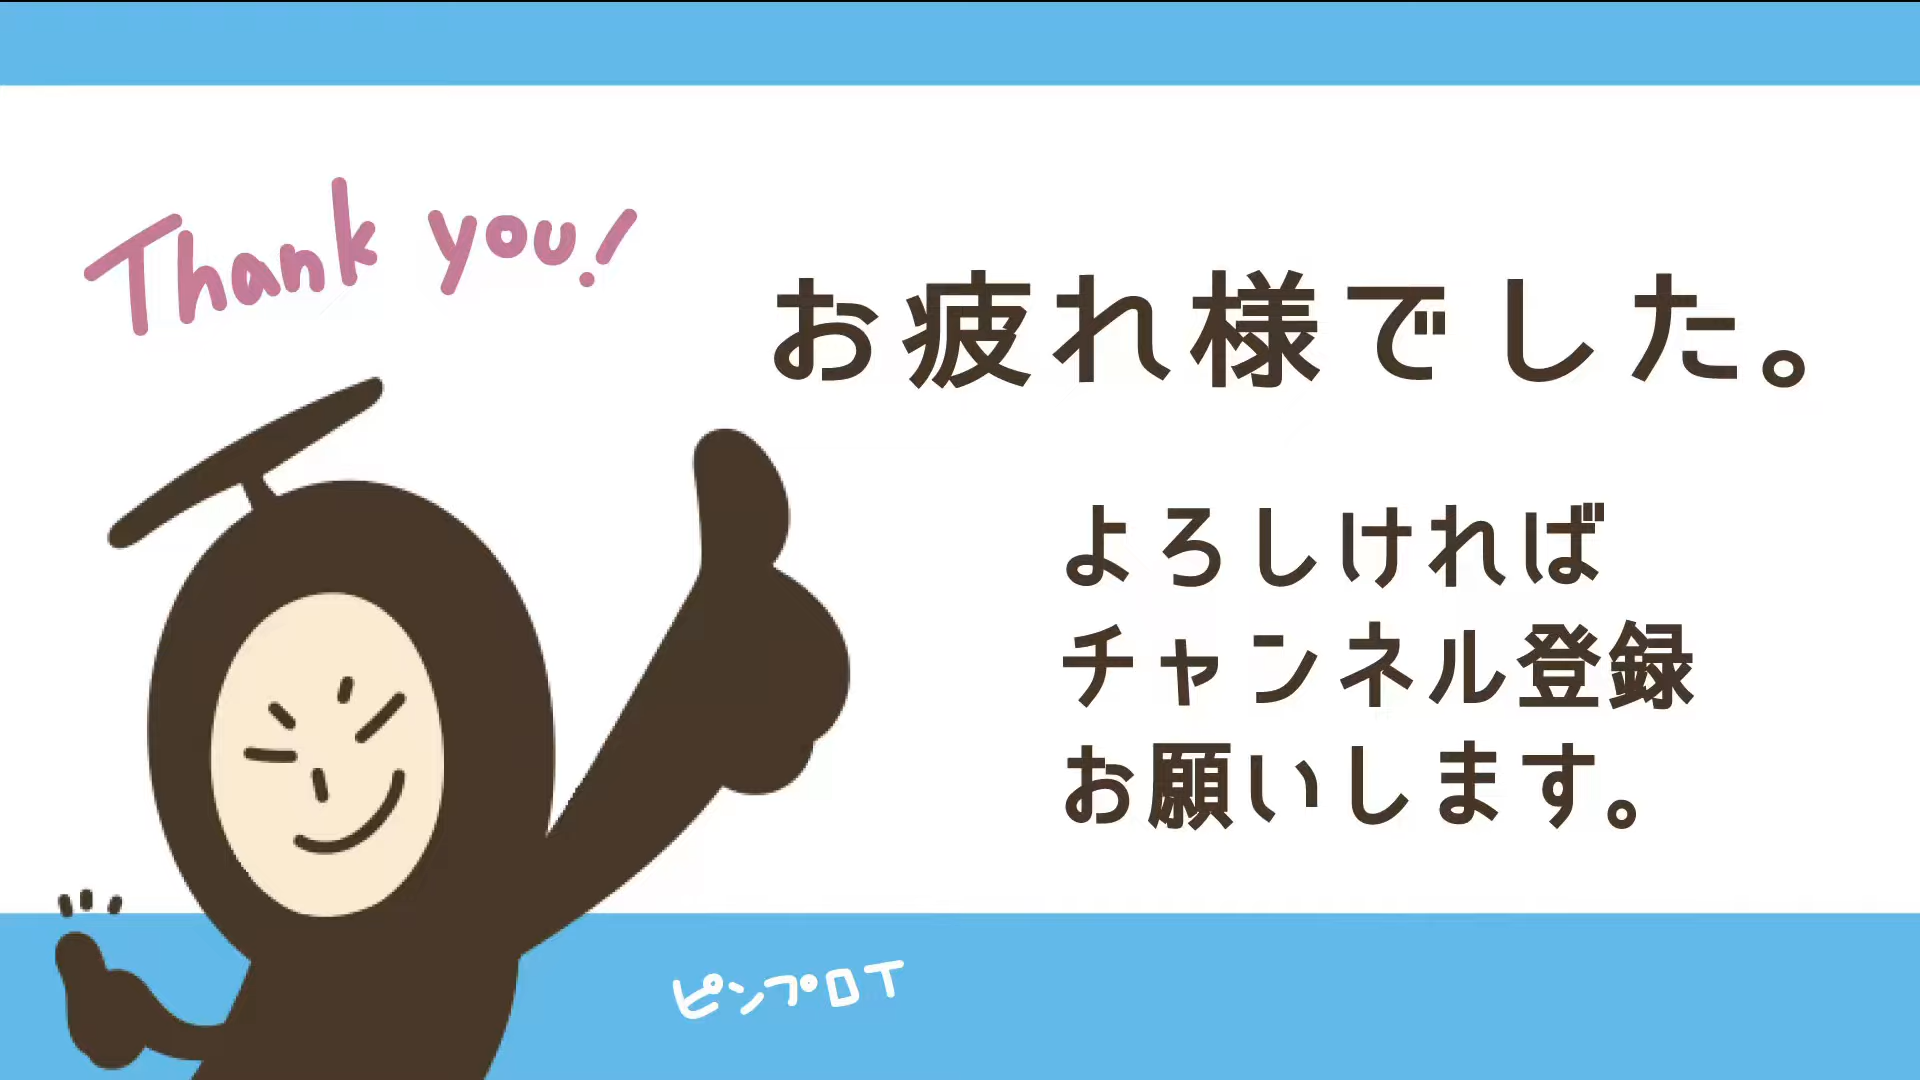 Thank you!
お疲れ様でした。
よろしければ
チャンネル登録
お願いします。
ピンプロT